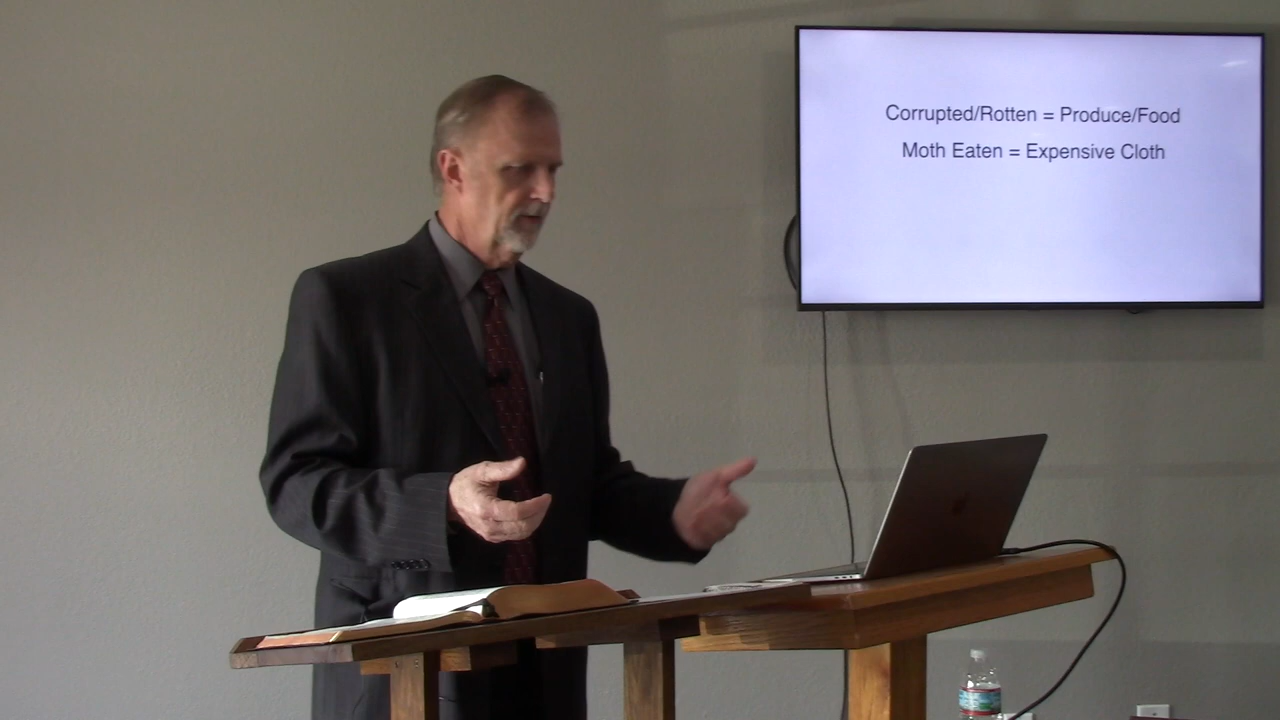 Corrupted/Rotten = Produce/Food
Moth Eaten = Expensive Cloth